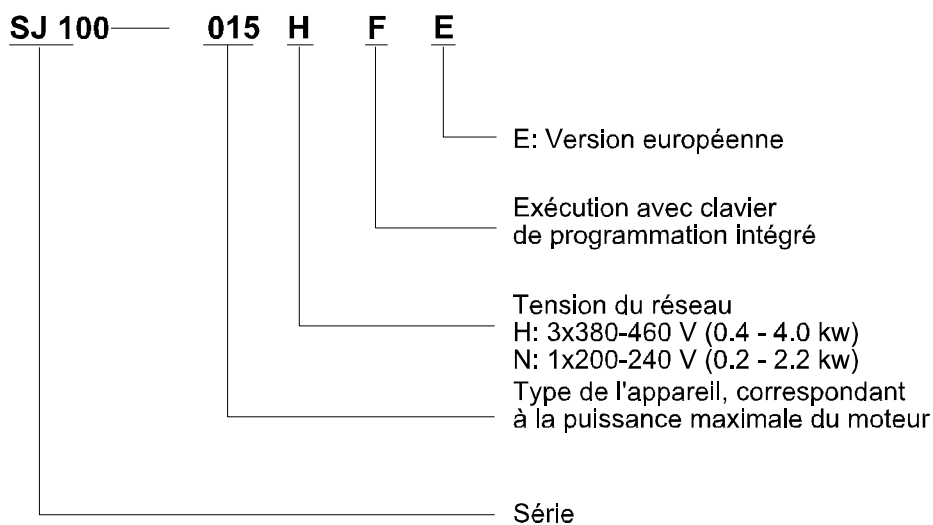 SJ 100 015 H F E
E: Version européenne
Exécution avec clavier
de programmation intégré
Tension du réseau
H: 3x380-460 V (0.4 - 4.0 kw)
N: 1x200-240 V (0.2 - 2.2 kw)
Type de l'appareil, correspondant
à la puissance maximale du moteur
Série